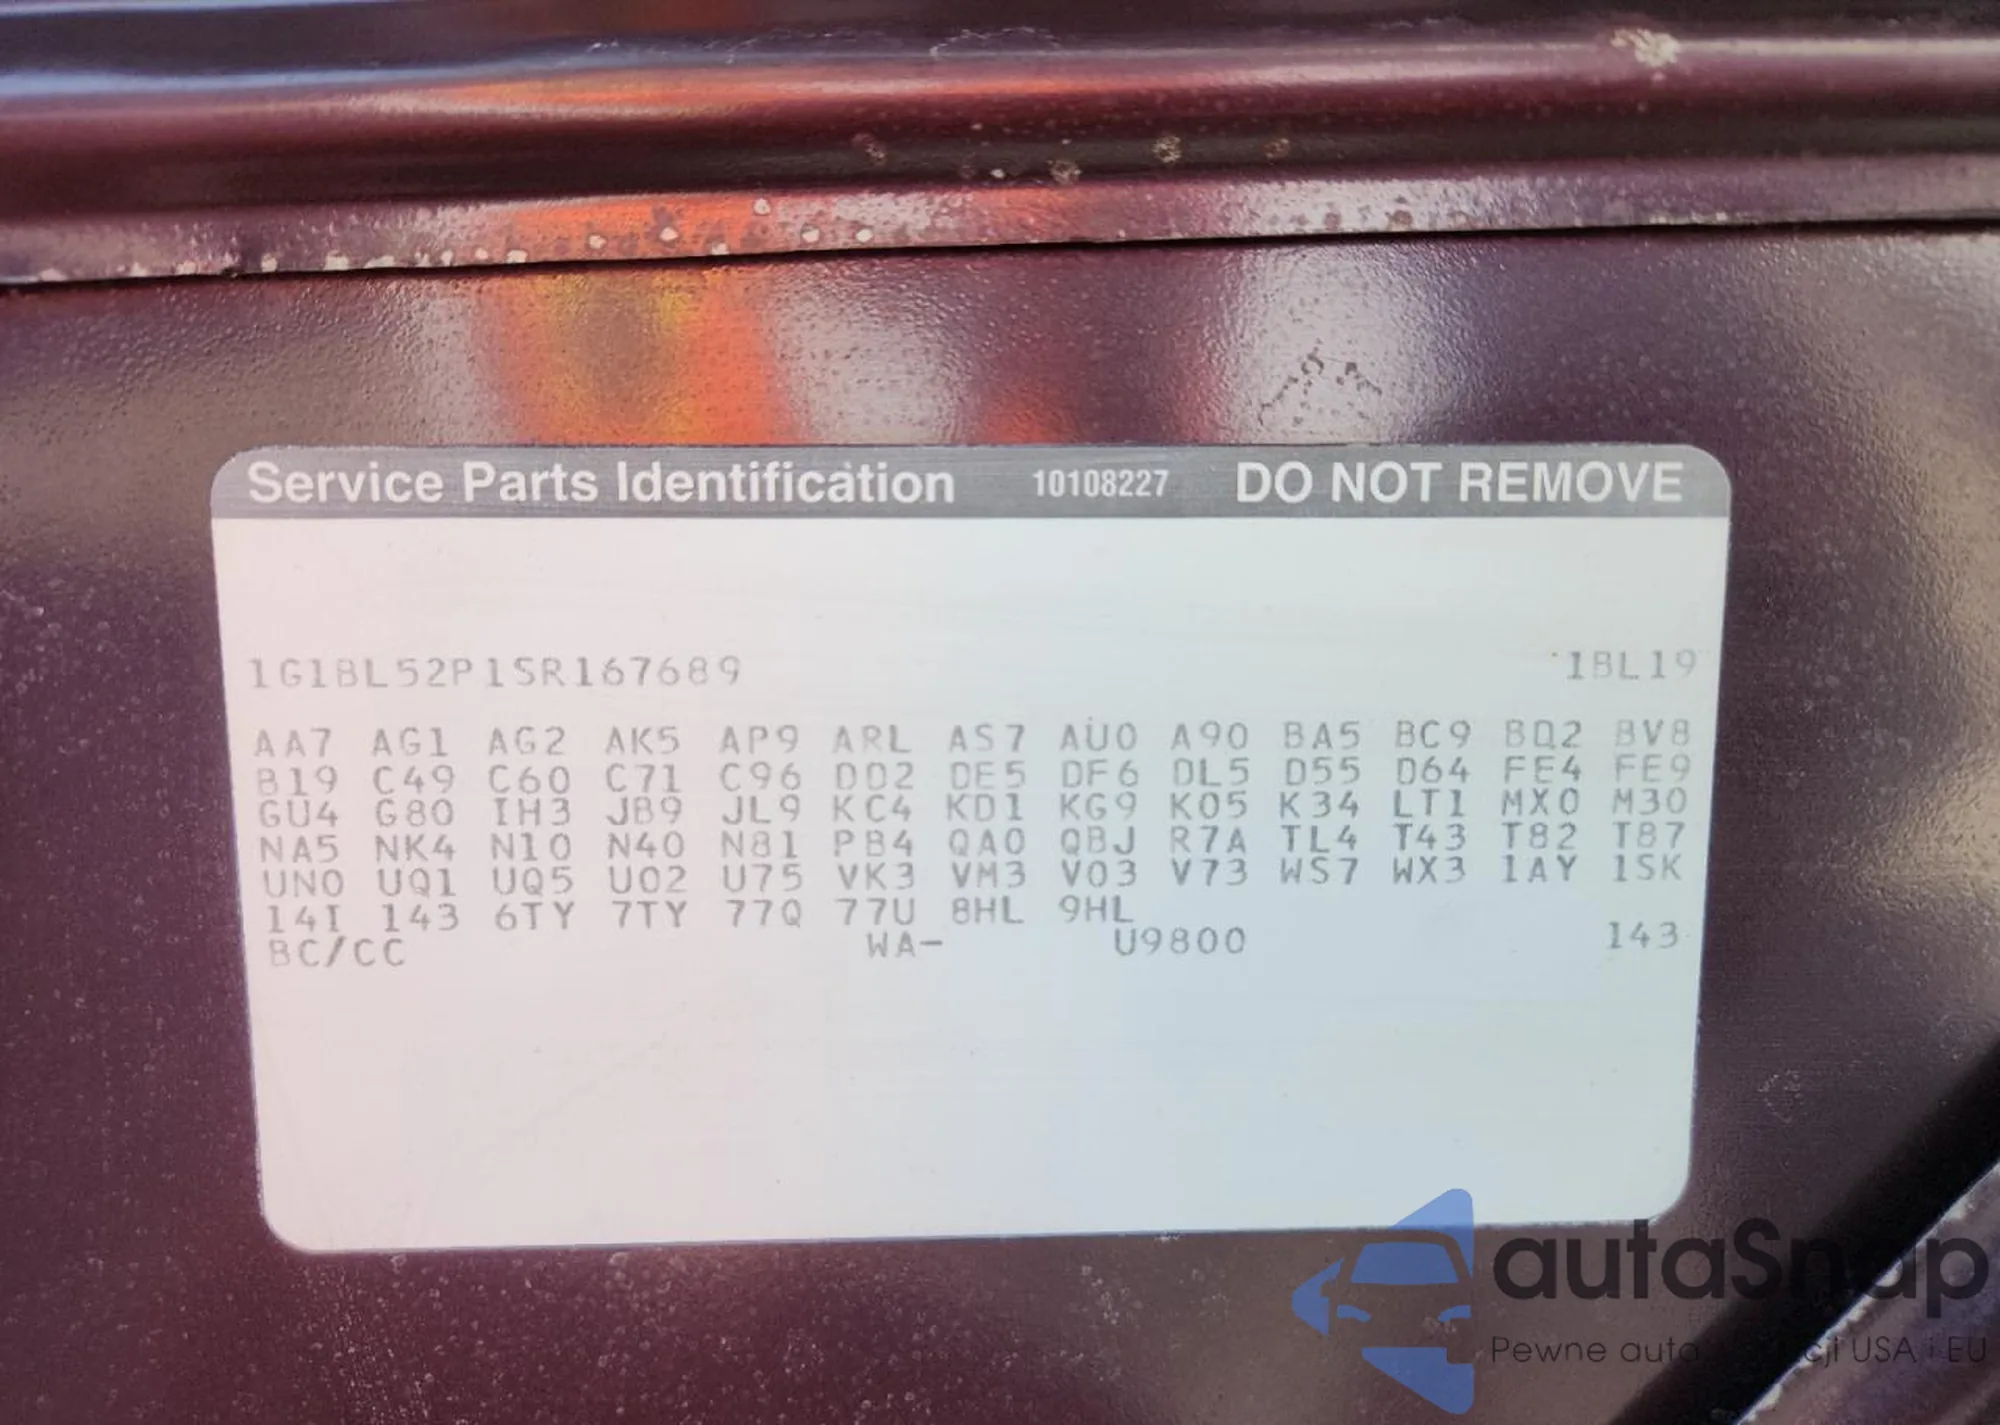 Service Parts Identification 10108227 DO NOT REMOVE
1G1BL52P1SR167689 1BL19
AA7 AG1 AG2 AK5 AP9 ARL AS7 AU0 A90 BA5 BC9 BQ2 BV8
B19 C49 C60 C71 C96 DD2 DE5 DF6 DL5 D55 D64 FE4 FE9
GU4 G80 IH3 JB9 JL9 KC4 KD1 KG9 K05 K34 LT1 MX0 M30
NA5 NK4 N10 N40 N81 PB4 QA0 QBJ R7A TL4 T43 T82 T87
UN0 UQ1 UQ5 U02 U75 VK3 VM3 V03 V73 WS7 WX3 1AY 1SK
14I 143 6TY 7TY 77Q 77U 8HL 9HL
BC/CC WA- U9800 143
autaSnap
Pewne auta cji USA i EU